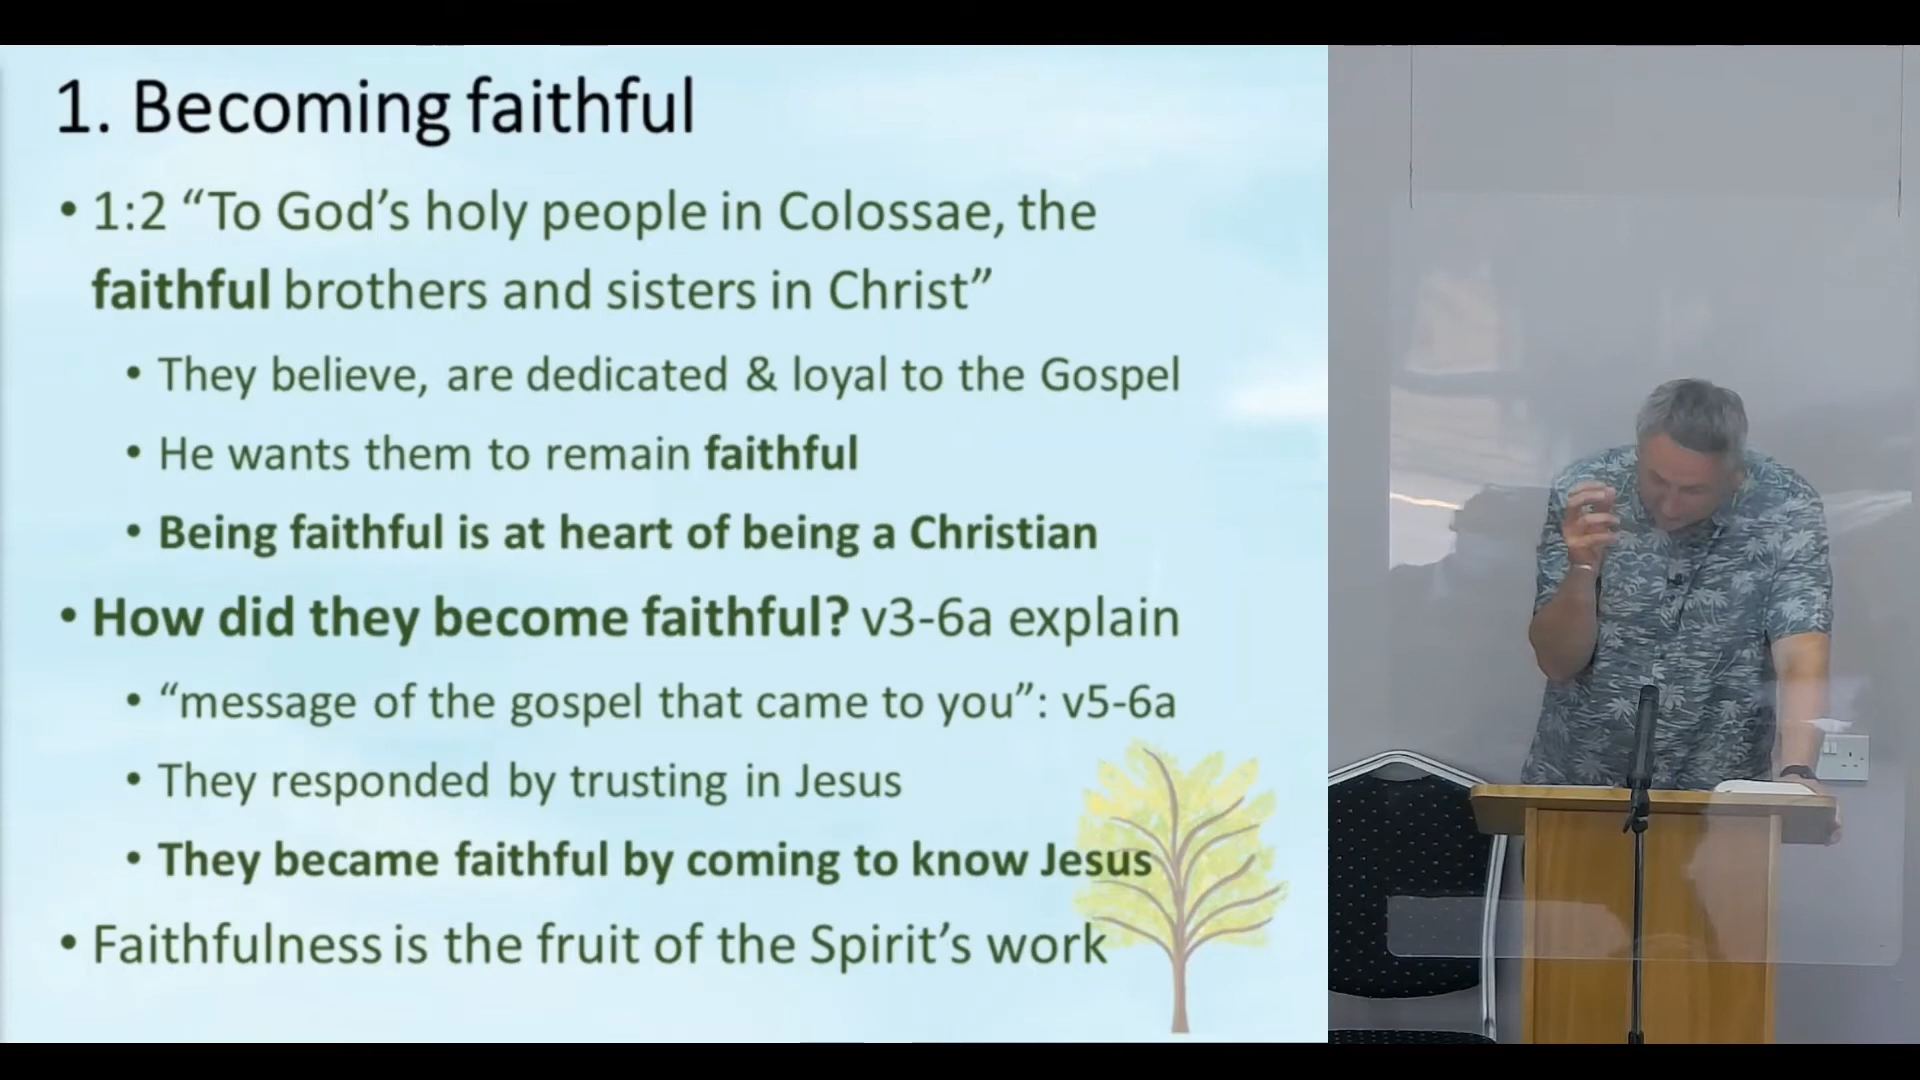 1. Becoming faithful
• 1:2 “To God’s holy people in Colossae, the
faithful brothers and sisters in Christ”
• They believe, are dedicated & loyal to the Gospel
• He wants them to remain faithful
• Being faithful is at heart of being a Christian
• How did they become faithful? v3-6a explain
• “message of the gospel that came to you”: v5-6a
• They responded by trusting in Jesus
• They became faithful by coming to know Jesus
• Faithfulness is the fruit of the Spirit’s work